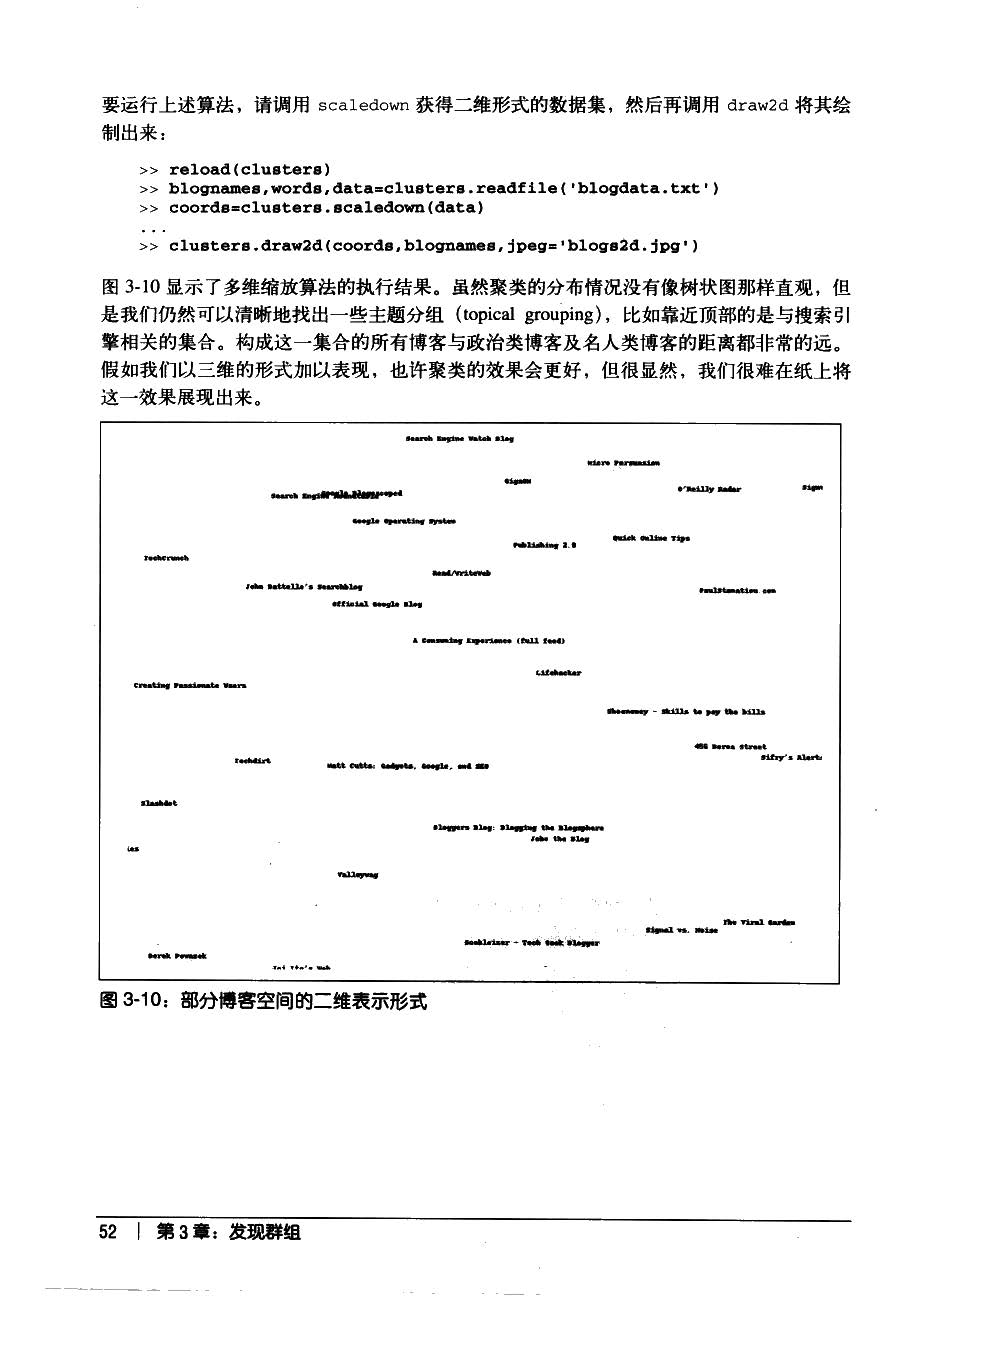 要运行上述算法，请调用 scaledown 获得二维形式的数据集，然后再调用 draw2d 将其绘
制出来：
>> reload(clusters)
>> blognames,words,data=clusters.readfile('blogdata.txt')
>> coords=clusters.scaledown(data)
...
>> clusters.draw2d(coords,blognames,jpeg='blogs2d.jpg')
图 3-10 显示了多维缩放算法的执行结果。虽然聚类的分布情况没有像树状图那样直观，但
是我们仍然可以清晰地找出一些主题分组（topical grouping），比如靠近顶部的是与搜索引
擎相关的集合。构成这一集合的所有博客与政治类博客及名人类博客的距离都非常的远。
假如我们以三维的形式加以表现，也许聚类的效果会更好，但很显然，我们很难在纸上将
这一效果展现出来。
Search Engine Watch Blog
Micro Persuasion
GigaOM
O'Reilly Radar
Sign
Search Engine
Google Blogoscoped
Google Operating System
Quick Online Tips
Publishing 2.0
TechCrunch
Read/WriteWeb
John Battelle's Searchblog
PaulStamatiou.com
Official Google Blog
A Consuming Experience (full feed)
Lifehacker
Creating Passionate Users
Shoemoney - Skills to pay the bills
456 Berea Street
Sifry's Alerts
Techdirt
Matt Cutts: Gadgets, Google, and SEO
Slashdot
Bloggers Blog: Blogging the Blogsphere
Joho the Blog
Valleywag
The Viral Garden
Signal vs. Noise
Scobleizer - Tech Geek Blogger
Derek Powazek
Joi Ito's Web
图 3-10：部分博客空间的二维表示形式
52 | 第 3 章：发现群组